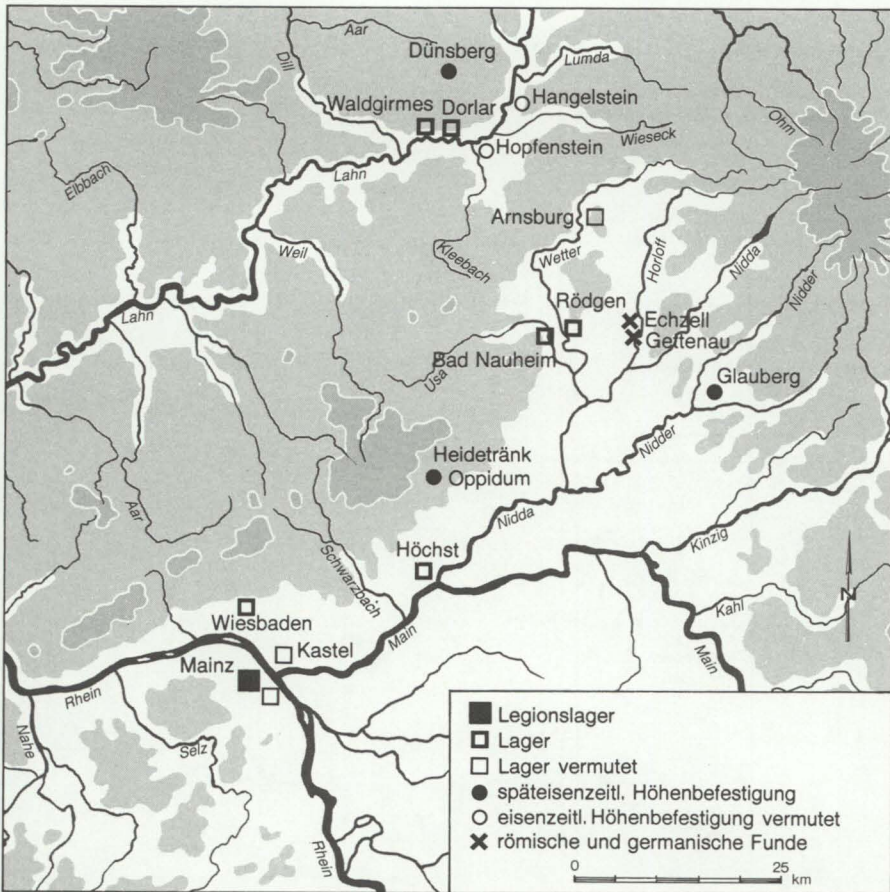 Aar
Dünsberg
Dill
Lumda
Waldgirmes
Dorlar
Hangelstein
Ohm
Wieseck
Hopfenstein
Lahn
Elbbach
Arnsburg
Weil
Kleebach
Wetter
Horloff
Nidda
Nidder
Lahn
Rödgen
Echzell
Gettenau
Bad Nauheim
Usa
Glauberg
Heidetränk
Oppidum
Nidder
Aar
Nidda
Kinzig
Höchst
Schwarzbach
N
Wiesbaden
Main
Kahl
Kastel
Main
Mainz
Rhein
Nahe
Selz
Rhein
Legionslager
Lager
Lager vermutet
späteisenzeitl. Höhenbefestigung
eisenzeitl. Höhenbefestigung vermutet
römische und germanische Funde
0 25
km